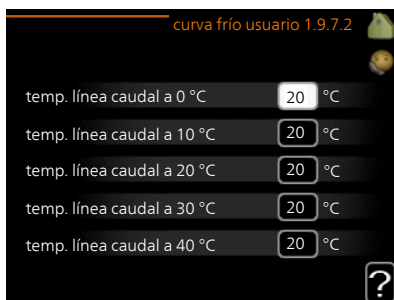 curva frío usuario 1.9.7.2
temp. línea caudal a 0 °C 20 °C
temp. línea caudal a 10 °C 20 °C
temp. línea caudal a 20 °C 20 °C
temp. línea caudal a 30 °C 20 °C
temp. línea caudal a 40 °C 20 °C
?